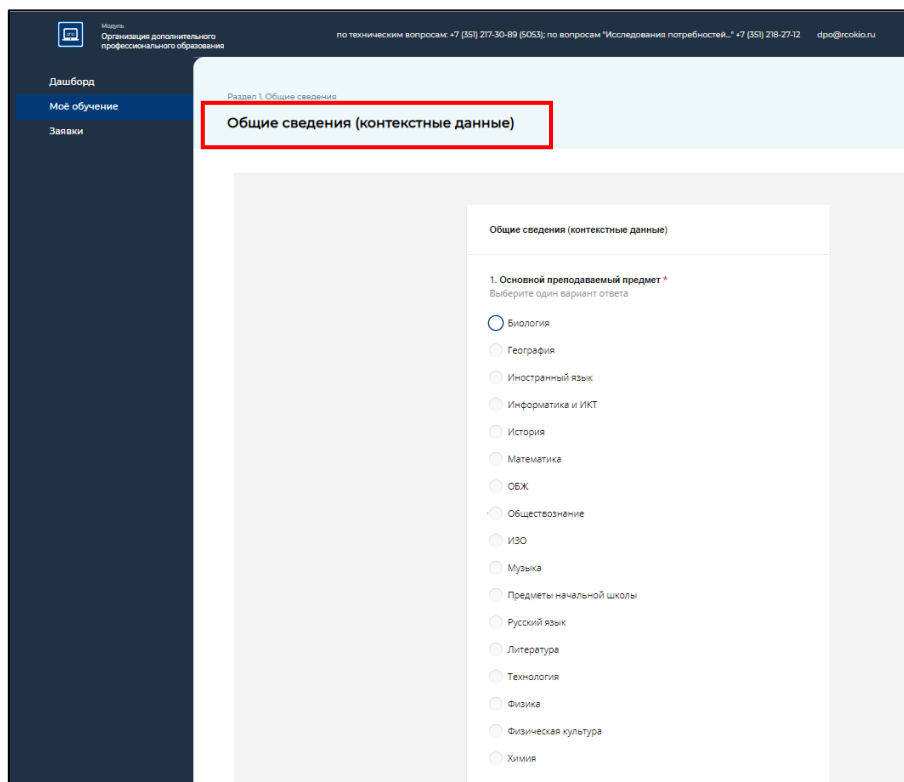 Модуль
Организация дополнительного
профессионального образования
по техническим вопросам: +7 (351) 217-30-89 (5053); по вопросам "Исследования потребностей..." +7 (351) 218-27-12 dpo@rcokio.ru
Дашборд
Моё обучение
Заявки
Раздел 1. Общие сведения
Общие сведения (контекстные данные)
Общие сведения (контекстные данные)
1. Основной преподаваемый предмет *
Выберите один вариант ответа
Биология
География
Иностранный язык
Информатика и ИКТ
История
Математика
ОБЖ
Обществознание
ИЗО
Музыка
Предметы начальной школы
Русский язык
Литература
Технология
Физика
Физическая культура
Химия